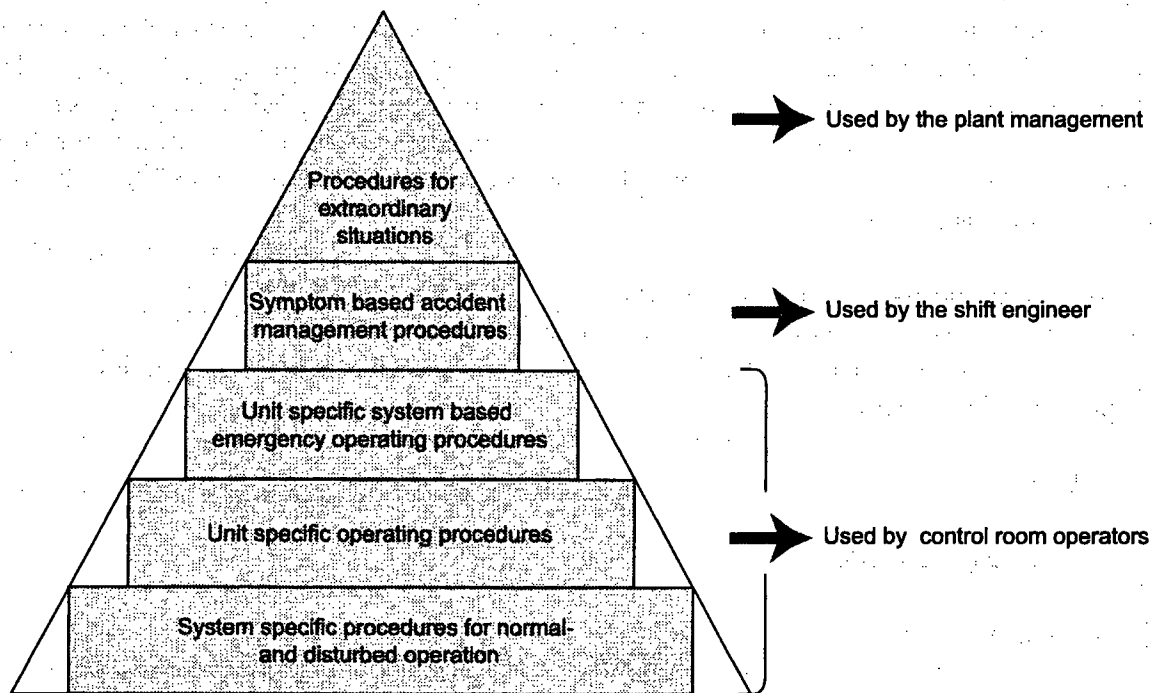 Used by the plant management
Procedures for
extraordinary
situations
Symptom based accident
management procedures
Used by the shift engineer
Unit specific system based
emergency operating procedures
Unit specific operating procedures
Used by control room operators
System specific procedures for normal-
and disturbed operation